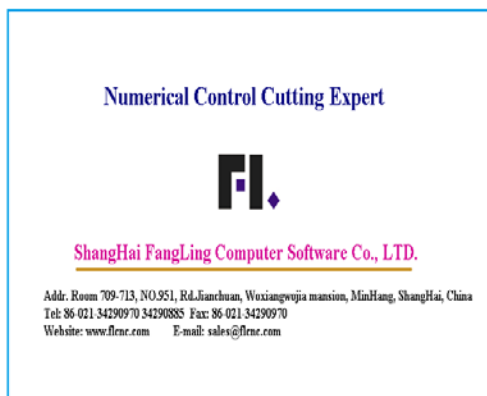 Numerical Control Cutting Expert
FL
ShangHai FangLing Computer Software Co., LTD.
Addr. Room 709-713, NO.951, Rd.Jianchuan, Wuxiangwujia mansion, MinHang, ShangHai, China
Tel: 86-021-34290970 34290885 Fax: 86-021-34290970
Website: www.flcnc.com E-mail: sales@flcnc.com